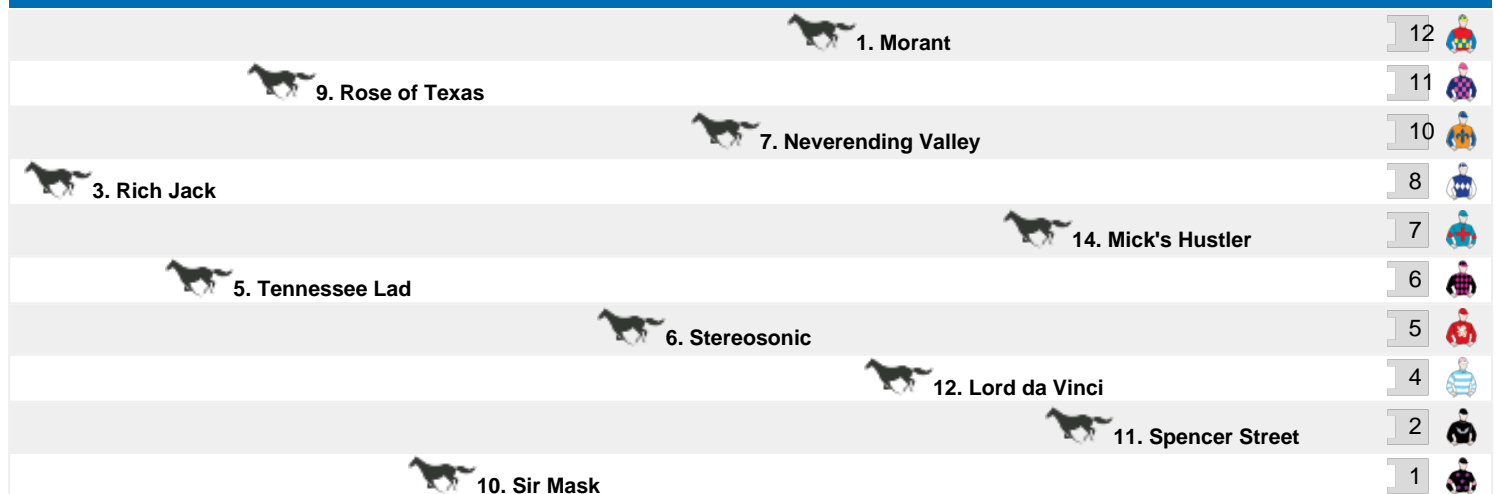 1. Morant 12
9. Rose of Texas 11
7. Neverending Valley 10
3. Rich Jack 8
14. Mick's Hustler 7
5. Tennessee Lad 6
6. Stereosonic 5
12. Lord da Vinci 4
11. Spencer Street 2
10. Sir Mask 1